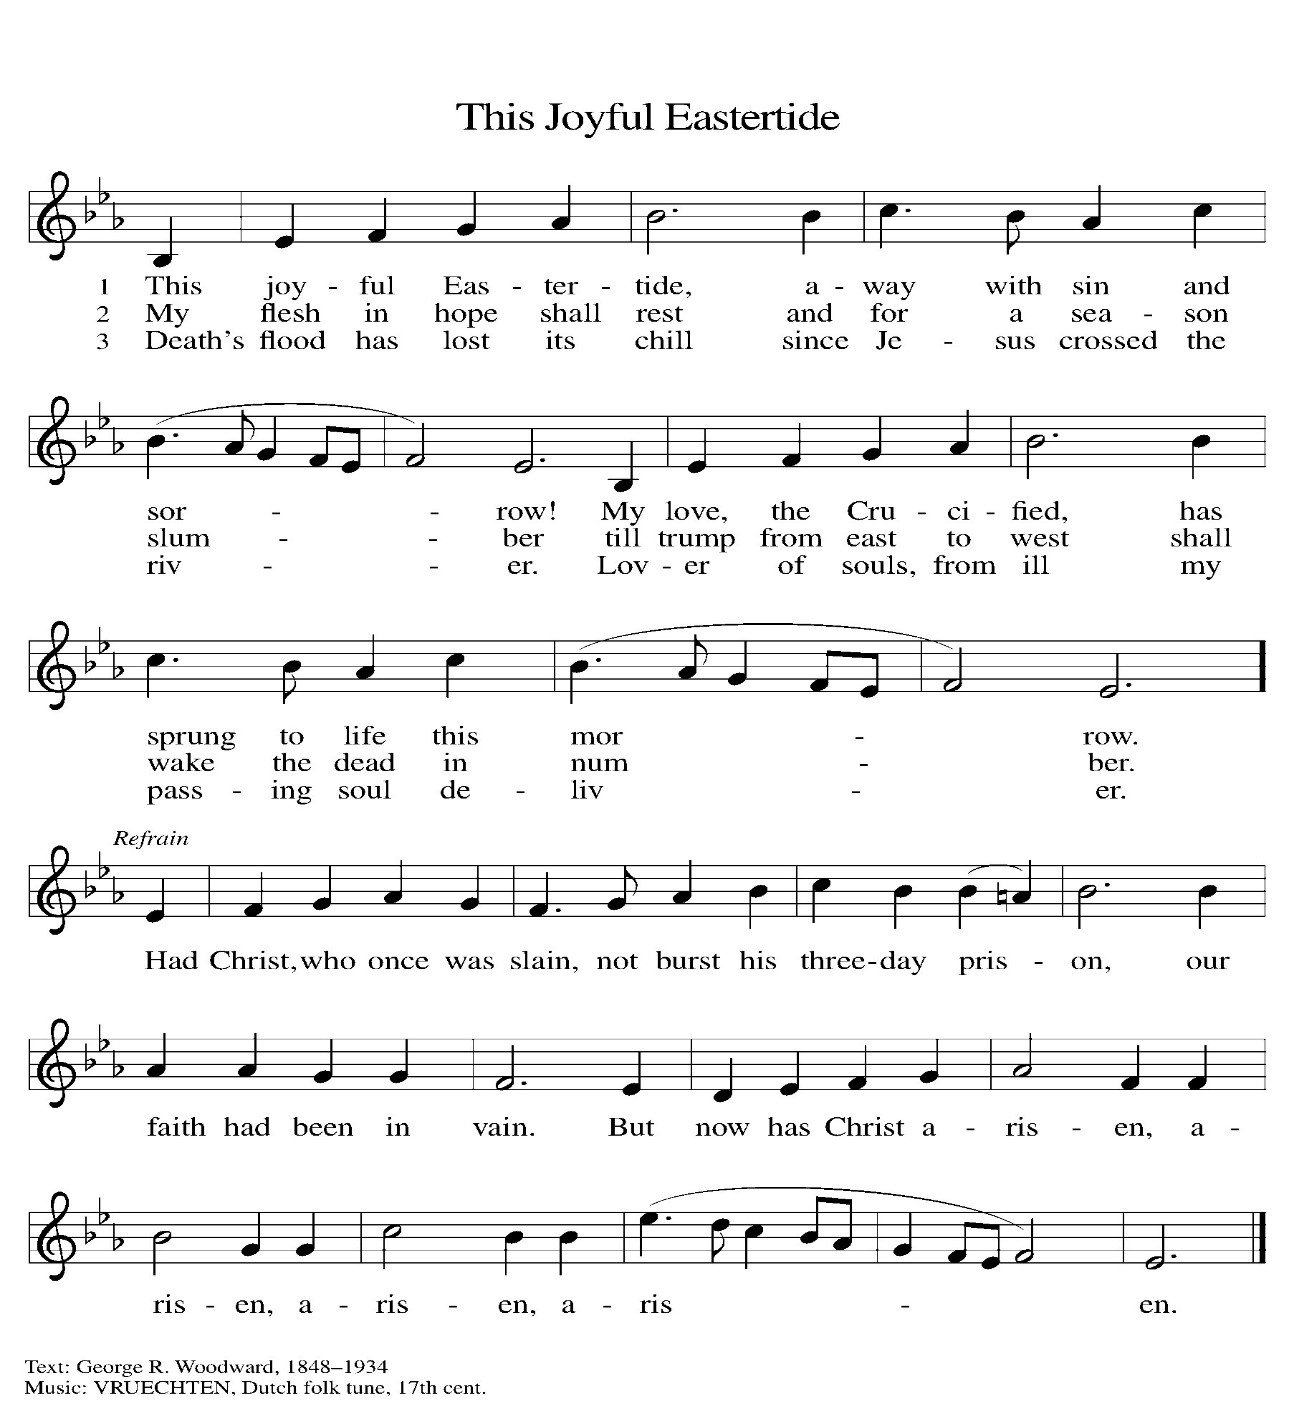 This Joyful Eastertide
1 This joy - ful Eas - ter - tide, a - way with sin and
2 My flesh in hope shall rest and for a sea - son
3 Death's flood has lost its chill since Je - sus crossed the
sor - - row! My love, the Cru - ci - fied, has
slum - - ber till trump from east to west shall
riv - - er. Lov - er of souls, from ill my
sprung to life this mor - row.
wake the dead in num - ber.
pass - ing soul de - liv - er.
Refrain
Had Christ, who once was slain, not burst his three-day pris - on, our
faith had been in vain. But now has Christ a - ris - en, a -
ris - en, a - ris - en, a - ris - en.
Text: George R. Woodward, 1848–1934
Music: VRUECHTEN, Dutch folk tune, 17th cent.